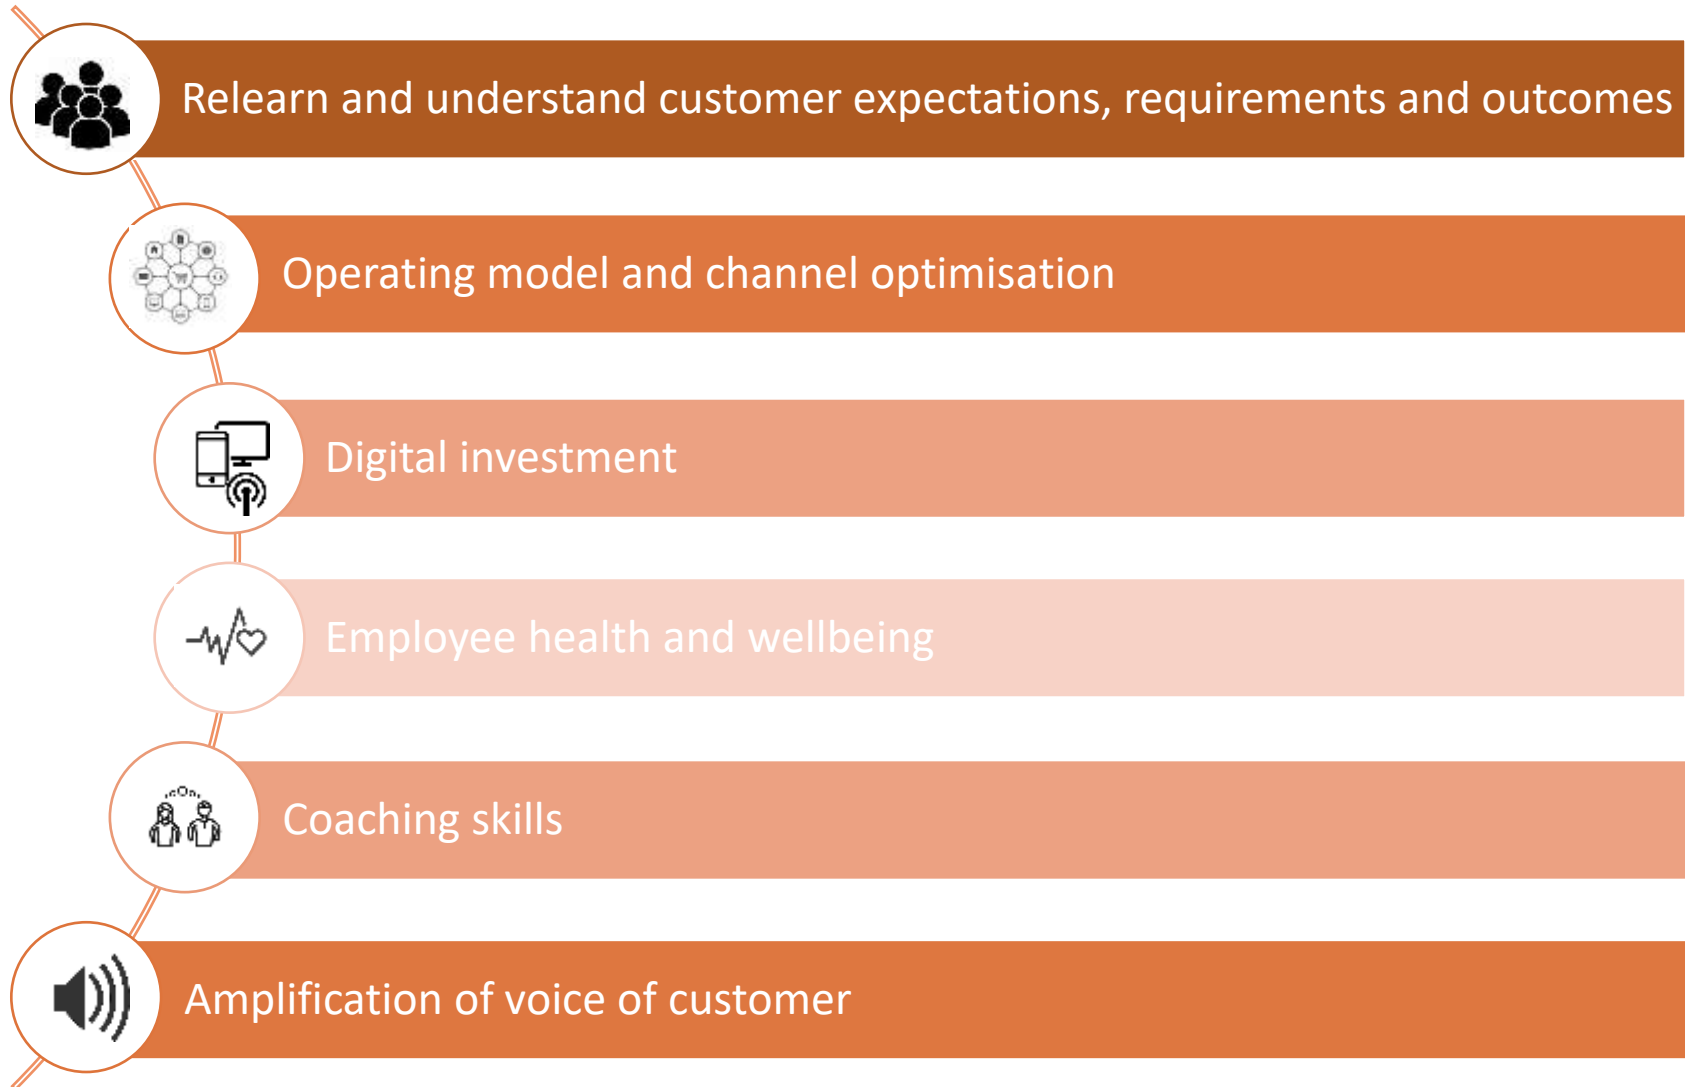 Relearn and understand customer expectations, requirements and outcomes
Operating model and channel optimisation
Digital investment
Employee health and wellbeing
Coaching skills
Amplification of voice of customer